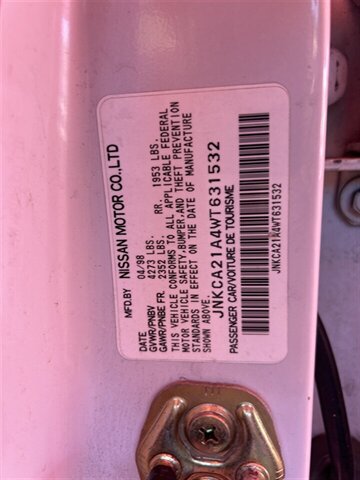 MFD.BY NISSAN MOTOR CO.,LTD
DATE 04/98
GVWR/PNBV 4273 LBS.
GAWR/PNBE FR. 2352 LBS. RR. 1953 LBS.
THIS VEHICLE CONFORMS TO ALL APPLICABLE FEDERAL
MOTOR VEHICLE SAFETY,BUMPER,AND THEFT PREVENTION
STANDARDS IN EFFECT ON THE DATE OF MANUFACTURE
SHOWN ABOVE.
JNKCA21A4WT631532
PASSENGER CAR/VOITURE DE TOURISME
JNKCA21A4WT631532